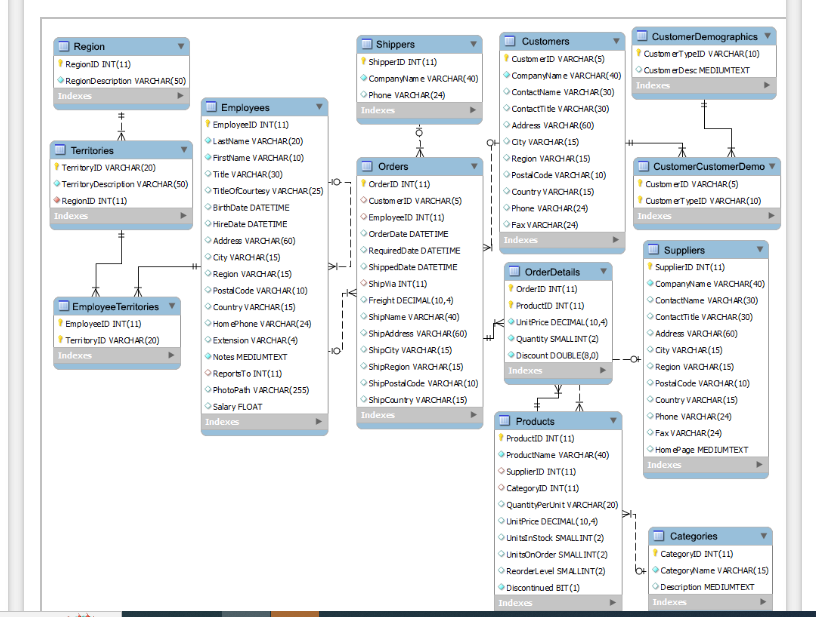 Region
RegionID INT(11)
RegionDescription VARCHAR(50)
Indexes
Territories
TerritoryID VARCHAR(20)
TerritoryDescription VARCHAR(50)
RegionID INT(11)
Indexes
EmployeeTerritories
EmployeeID INT(11)
TerritoryID VARCHAR(20)
Indexes
Employees
EmployeeID INT(11)
LastName VARCHAR(20)
FirstName VARCHAR(10)
Title VARCHAR(30)
TitleOfCourtesy VARCHAR(25)
BirthDate DATETIME
HireDate DATETIME
Address VARCHAR(60)
City VARCHAR(15)
Region VARCHAR(15)
PostalCode VARCHAR(10)
Country VARCHAR(15)
HomePhone VARCHAR(24)
Extension VARCHAR(4)
Notes MEDIUMTEXT
ReportsTo INT(11)
PhotoPath VARCHAR(255)
Salary FLOAT
Indexes
Shippers
ShipperID INT(11)
CompanyName VARCHAR(40)
Phone VARCHAR(24)
Indexes
Orders
OrderID INT(11)
CustomerID VARCHAR(5)
EmployeeID INT(11)
OrderDate DATETIME
RequiredDate DATETIME
ShippedDate DATETIME
ShipVia INT(11)
Freight DECIMAL(10,4)
ShipName VARCHAR(40)
ShipAddress VARCHAR(60)
ShipCity VARCHAR(15)
ShipRegion VARCHAR(15)
ShipPostalCode VARCHAR(10)
ShipCountry VARCHAR(15)
Indexes
Customers
CustomerID VARCHAR(5)
CompanyName VARCHAR(40)
ContactName VARCHAR(30)
ContactTitle VARCHAR(30)
Address VARCHAR(60)
City VARCHAR(15)
Region VARCHAR(15)
PostalCode VARCHAR(10)
Country VARCHAR(15)
Phone VARCHAR(24)
Fax VARCHAR(24)
Indexes
OrderDetails
OrderID INT(11)
ProductID INT(11)
UnitPrice DECIMAL(10,4)
Quantity SMALLINT(2)
Discount DOUBLE(8,0)
Indexes
Products
ProductID INT(11)
ProductName VARCHAR(40)
SupplierID INT(11)
CategoryID INT(11)
QuantityPerUnit VARCHAR(20)
UnitPrice DECIMAL(10,4)
UnitsInStock SMALLINT(2)
UnitsOnOrder SMALLINT(2)
ReorderLevel SMALLINT(2)
Discontinued BIT(1)
Indexes
CustomerDemographics
CustomerTypeID VARCHAR(10)
CustomerDesc MEDIUMTEXT
Indexes
CustomerCustomerDemo
CustomerID VARCHAR(5)
CustomerTypeID VARCHAR(10)
Indexes
Suppliers
SupplierID INT(11)
CompanyName VARCHAR(40)
ContactName VARCHAR(30)
ContactTitle VARCHAR(30)
Address VARCHAR(60)
City VARCHAR(15)
Region VARCHAR(15)
PostalCode VARCHAR(10)
Country VARCHAR(15)
Phone VARCHAR(24)
Fax VARCHAR(24)
HomePage MEDIUMTEXT
Indexes
Categories
CategoryID INT(11)
CategoryName VARCHAR(15)
Description MEDIUMTEXT
Indexes